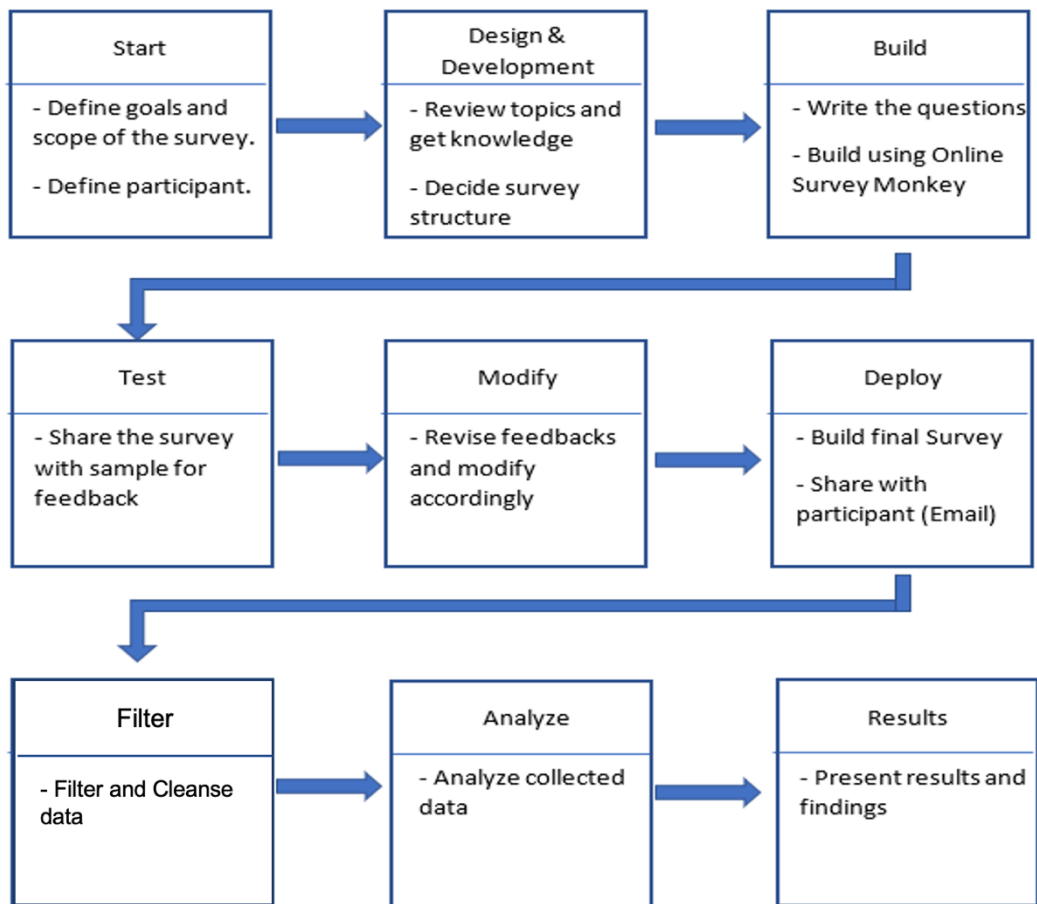 Start
- Define goals and
scope of the survey.
- Define participant.
Design &
Development
- Review topics and
get knowledge
- Decide survey
structure
Build
- Write the questions
- Build using Online
Survey Monkey
Test
- Share the survey
with sample for
feedback
Modify
- Revise feedbacks
and modify
accordingly
Deploy
- Build final Survey
- Share with
participant (Email)
Filter
- Filter and Cleanse
data
Analyze
- Analyze collected
data
Results
- Present results and
findings